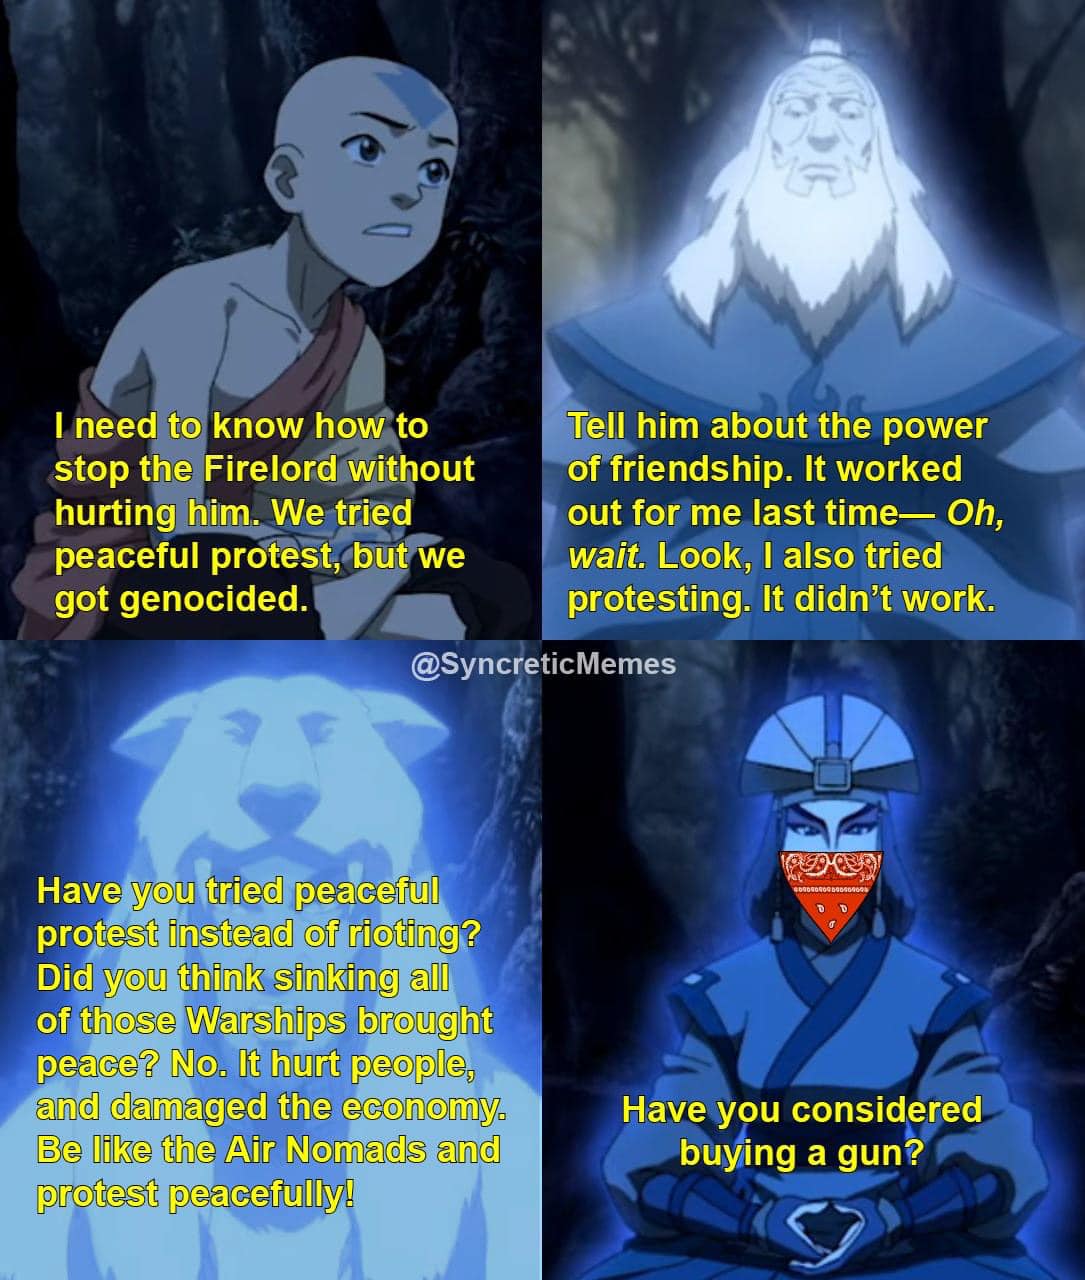 I need to know how to
stop the Firelord without
hurting him. We tried
peaceful protest, but we
got genocided.
Tell him about the power
of friendship. It worked
out for me last time— Oh,
wait. Look, I also tried
protesting. It didn’t work.
@SyncreticMemes
Have you tried peaceful
protest instead of rioting?
Did you think sinking all
of those Warships brought
peace? No. It hurt people,
and damaged the economy.
Be like the Air Nomads and
protest peacefully!
Have you considered
buying a gun?